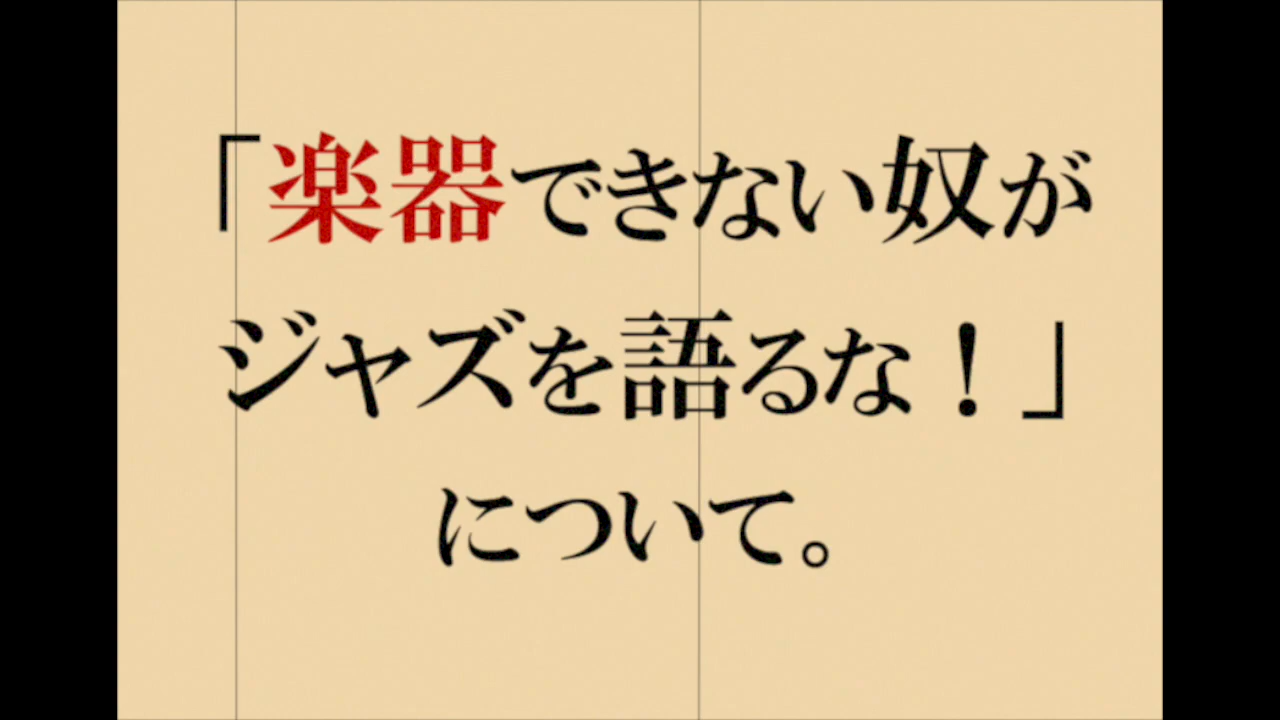 「楽器できない奴が
ジャズを語るな！」
について。